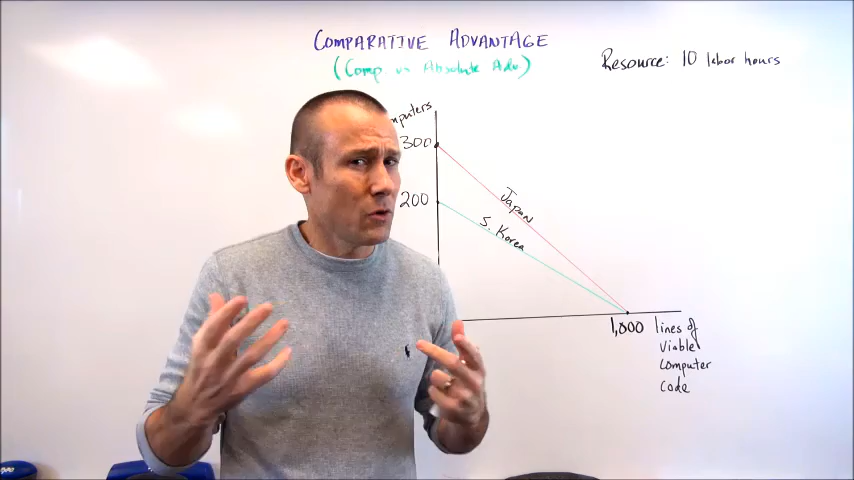 COMPARATIVE ADVANTAGE
(Comp vs Absolute Adv)
Resource: 10 labor hours
mputers
300
200
Japan
S. Korea
1,000 lines of
Viable
Computer
Code